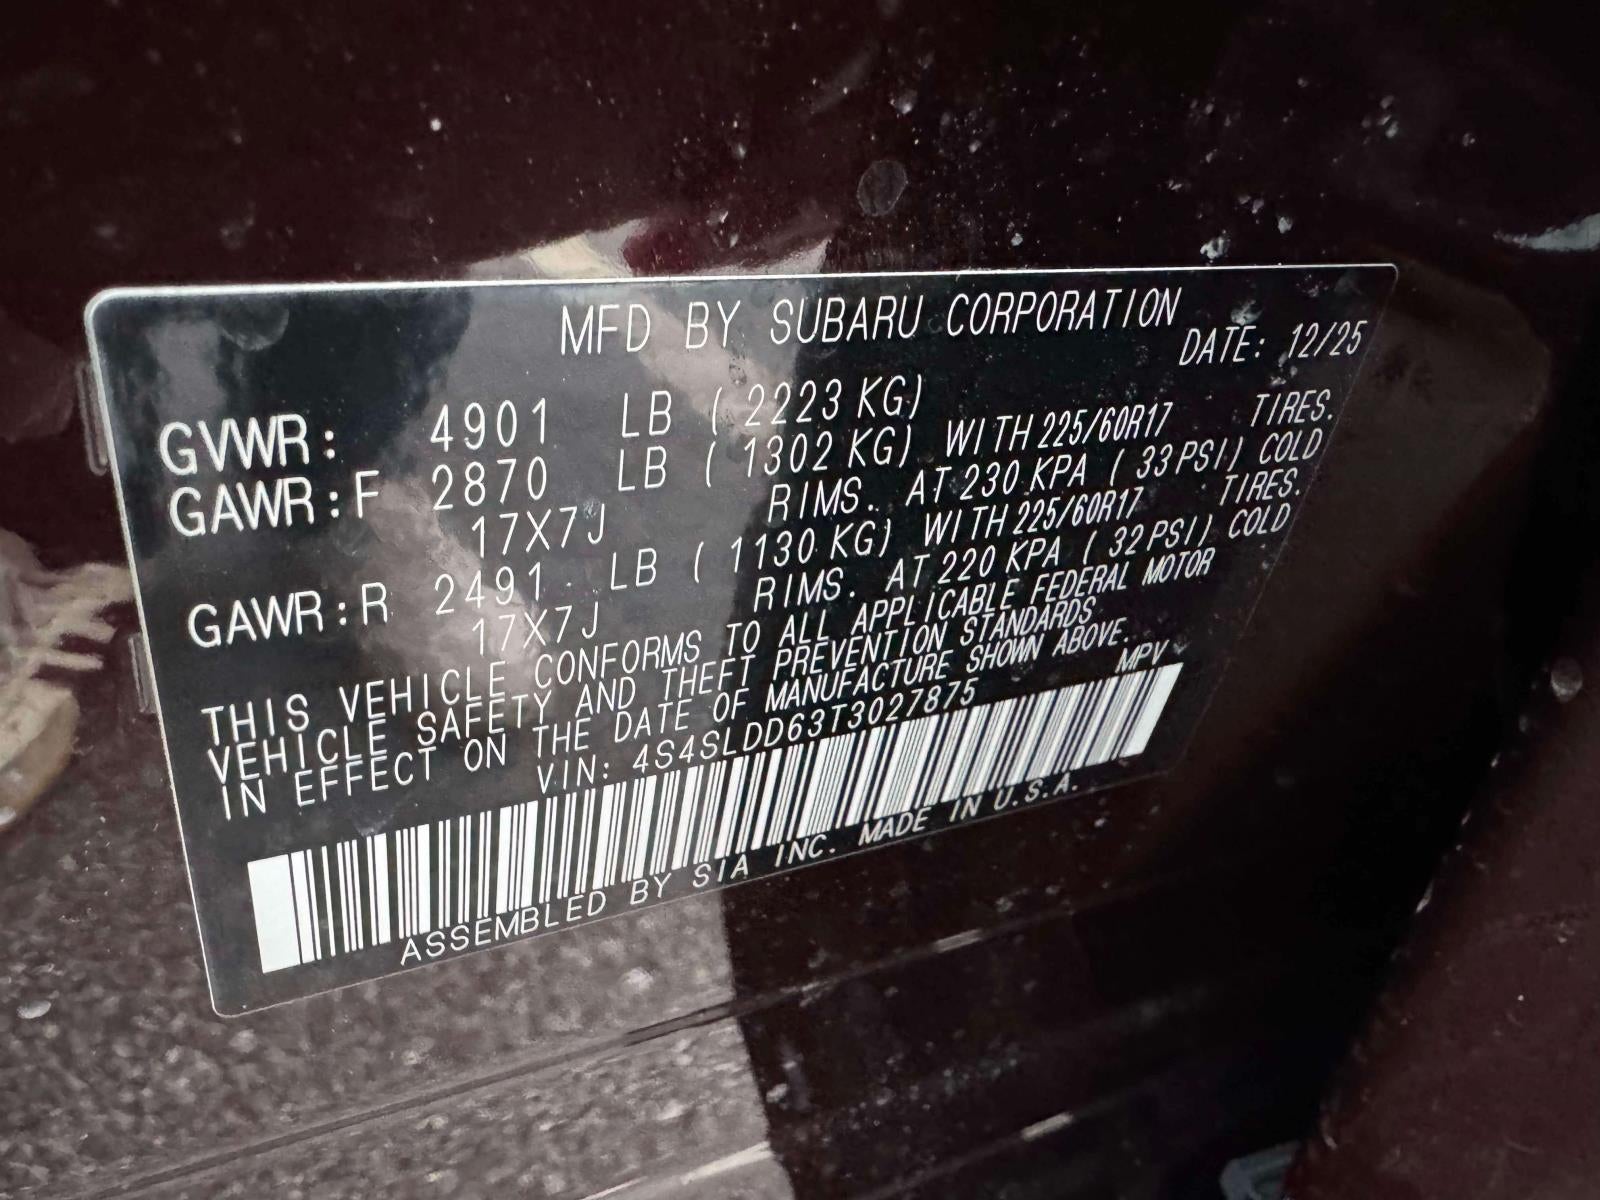 MFD BY SUBARU CORPORATION
DATE: 12/25
GVWR: 4901 LB ( 2223 KG)
GAWR:F 2870 LB ( 1302 KG) WITH 225/60R17 TIRES.
17X7J RIMS. AT 230 KPA ( 33 PSI) COLD
GAWR:R 2491 LB ( 1130 KG) WITH 225/60R17 TIRES.
17X7J RIMS. AT 220 KPA ( 32 PSI) COLD
THIS VEHICLE CONFORMS TO ALL APPLICABLE FEDERAL MOTOR
VEHICLE SAFETY AND THEFT PREVENTION STANDARDS
IN EFFECT ON THE DATE OF MANUFACTURE SHOWN ABOVE.
VIN: 4S4SLDD63T3027875 MPV
ASSEMBLED BY SIA INC. MADE IN U.S.A.